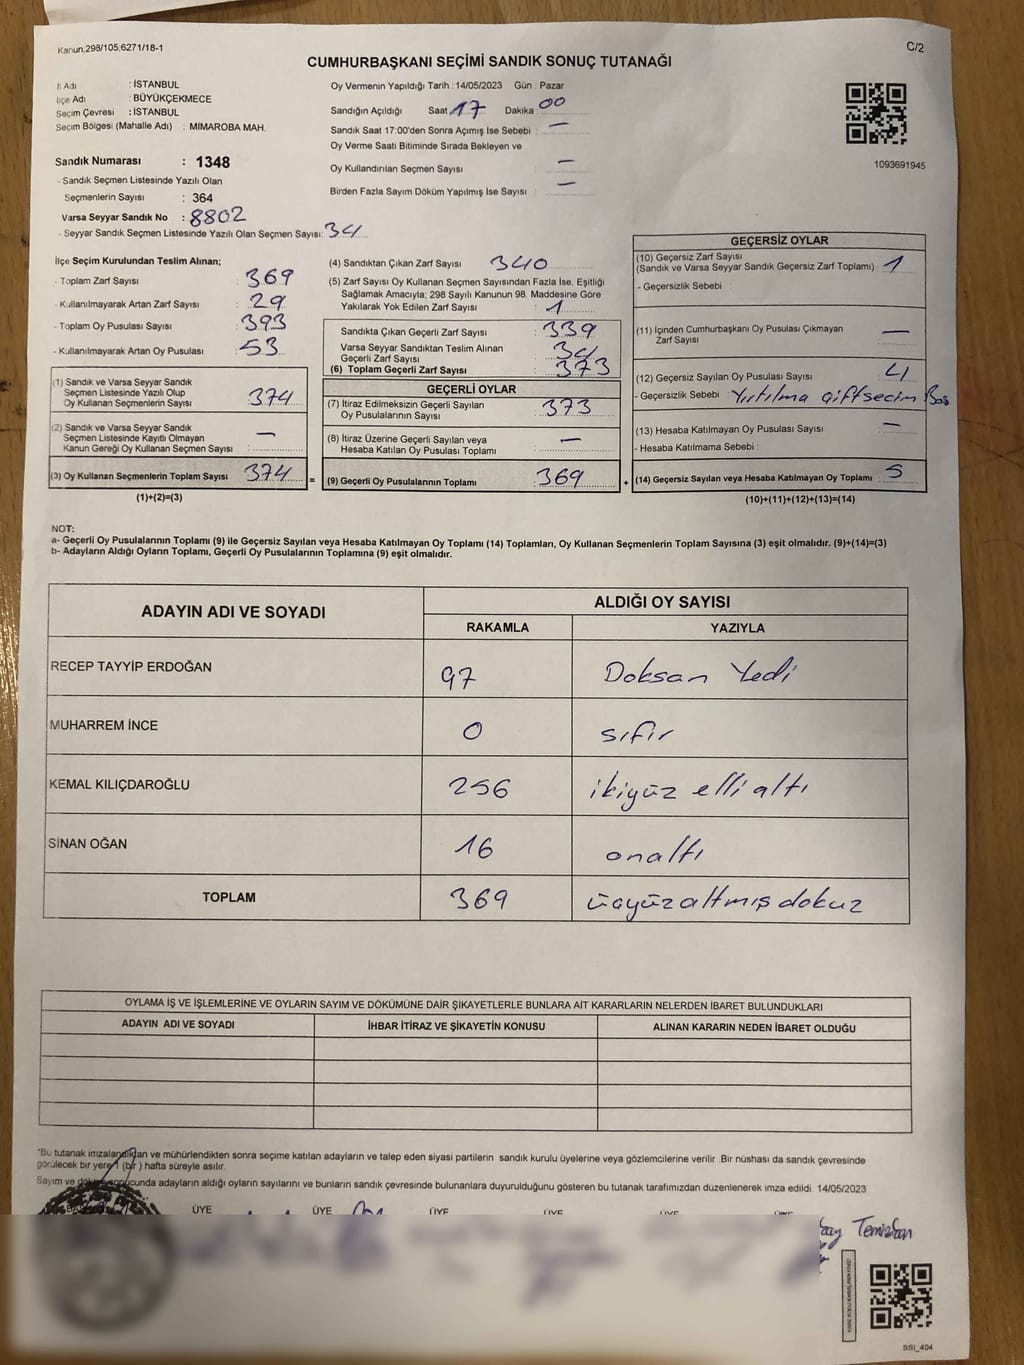 Kanun:298/105;6271/18-1
C/2
CUMHURBAŞKANI SEÇİMİ SANDIK SONUÇ TUTANAĞI
İl Adı : İSTANBUL
İlçe Adı : BÜYÜKÇEKMECE
Seçim Çevresi : İSTANBUL
Seçim Bölgesi (Mahalle Adı) : MİMAROBA MAH.
Oy Vermenin Yapıldığı Tarih : 14/05/2023 Gün : Pazar
Sandığın Açıldığı Saat 17 Dakika 00
Sandık Saat 17:00'den Sonra Açımış İse Sebebi : —
Oy Verme Saati Bitiminde Sırada Bekleyen ve
Oy Kullandırılan Seçmen Sayısı : —
Birden Fazla Sayım Döküm Yapılmış İse Sayısı : —
1093691945
Sandık Numarası : 1348
- Sandık Seçmen Listesinde Yazılı Olan
Seçmenlerin Sayısı : 364
Varsa Seyyar Sandık No : 8802
- Seyyar Sandık Seçmen Listesinde Yazılı Olan Seçmen Sayısı: 34
İlçe Seçim Kurulundan Teslim Alınan;
- Toplam Zarf Sayısı : 369
- Kullanılmayarak Artan Zarf Sayısı : 29
- Toplam Oy Pusulası Sayısı : 393
- Kullanılmayarak Artan Oy Pusulası : 53
(1) Sandık ve Varsa Seyyar Sandık
Seçmen Listesinde Yazılı Olup
Oy Kullanan Seçmenlerin Sayısı : 374
(2) Sandık ve Varsa Seyyar Sandık
Seçmen Listesinde Kayıtlı Olmayan
Kanun Gereği Oy Kullanan Seçmen Sayısı : —
(3) Oy Kullanan Seçmenlerin Toplam Sayısı : 374
(1)+(2)=(3)
=
(4) Sandıktan Çıkan Zarf Sayısı : 340
(5) Zarf Sayısı Oy Kullanan Seçmen Sayısından Fazla İse, Eşitliği
Sağlamak Amacıyla; 298 Sayılı Kanunun 98. Maddesine Göre
Yakılarak Yok Edilen Zarf Sayısı : 1
Sandıkta Çıkan Geçerli Zarf Sayısı : 339
Varsa Seyyar Sandıktan Teslim Alınan
Geçerli Zarf Sayısı : 34
(6) Toplam Geçerli Zarf Sayısı : 373
GEÇERLİ OYLAR
(7) İtiraz Edilmeksizin Geçerli Sayılan
Oy Pusulalarının Sayısı : 373
(8) İtiraz Üzerine Geçerli Sayılan veya
Hesaba Katılan Oy Pusulası Toplamı : —
(9) Geçerli Oy Pusulalarının Toplamı : 369
+
GEÇERSİZ OYLAR
(10) Geçersiz Zarf Sayısı
(Sandık ve Varsa Seyyar Sandık Geçersiz Zarf Toplamı) : 1
- Geçersizlik Sebebi :
(11) İçinden Cumhurbaşkanı Oy Pusulası Çıkmayan
Zarf Sayısı : —
(12) Geçersiz Sayılan Oy Pusulası Sayısı : 4
- Geçersizlik Sebebi : Yırtılma çift secim Boş
(13) Hesaba Katılmayan Oy Pusulası Sayısı : —
- Hesaba Katılmama Sebebi :
(14) Geçersiz Sayılan veya Hesaba Katılmayan Oy Toplamı : 5
(10)+(11)+(12)+(13)=(14)
NOT:
a- Geçerli Oy Pusulalarının Toplamı (9) ile Geçersiz Sayılan veya Hesaba Katılmayan Oy Toplamı (14) Toplamları, Oy Kullanan Seçmenlerin Toplam Sayısına (3) eşit olmalıdır. (9)+(14)=(3)
b- Adayların Aldığı Oyların Toplamı, Geçerli Oy Pusulalarının Toplamına (9) eşit olmalıdır.
ADAYIN ADI VE SOYADI
ALDIĞI OY SAYISI
RAKAMLA YAZIYLA
RECEP TAYYİP ERDOĞAN 97 Doksan Yedi
MUHARREM İNCE 0 sıfır
KEMAL KILIÇDAROĞLU 256 ikiyüz elli altı
SİNAN OĞAN 16 onaltı
TOPLAM 369 üçyüzaltmış dokuz
OYLAMA İŞ VE İŞLEMLERİNE VE OYLARIN SAYIM VE DÖKÜMÜNE DAİR ŞİKAYETLERLE BUNLARA AİT KARARLARIN NELERDEN İBARET BULUNDUKLARI
ADAYIN ADI VE SOYADI İHBAR İTİRAZ VE ŞİKAYETİN KONUSU ALINAN KARARIN NEDEN İBARET OLDUĞU
*Bu tutanak imzalandıktan ve mühürlendikten sonra seçime katılan adayların ve talep eden siyasi partilerin sandık kurulu üyelerine veya gözlemcilerine verilir. Bir nüshası da sandık çevresinde
görülecek bir yere 1 (bir) hafta süreyle asılır.
Sayım ve döküm sonucunda adayların aldığı oyların sayılarını ve bunların sandık çevresinde bulunanlara duyurulduğunu gösteren bu tutanak tarafımızdan düzenlenerek imza edildi. 14/05/2023
ÜYE ÜYE ÜYE ÜYE ÜYE ÜYE
SSI_404